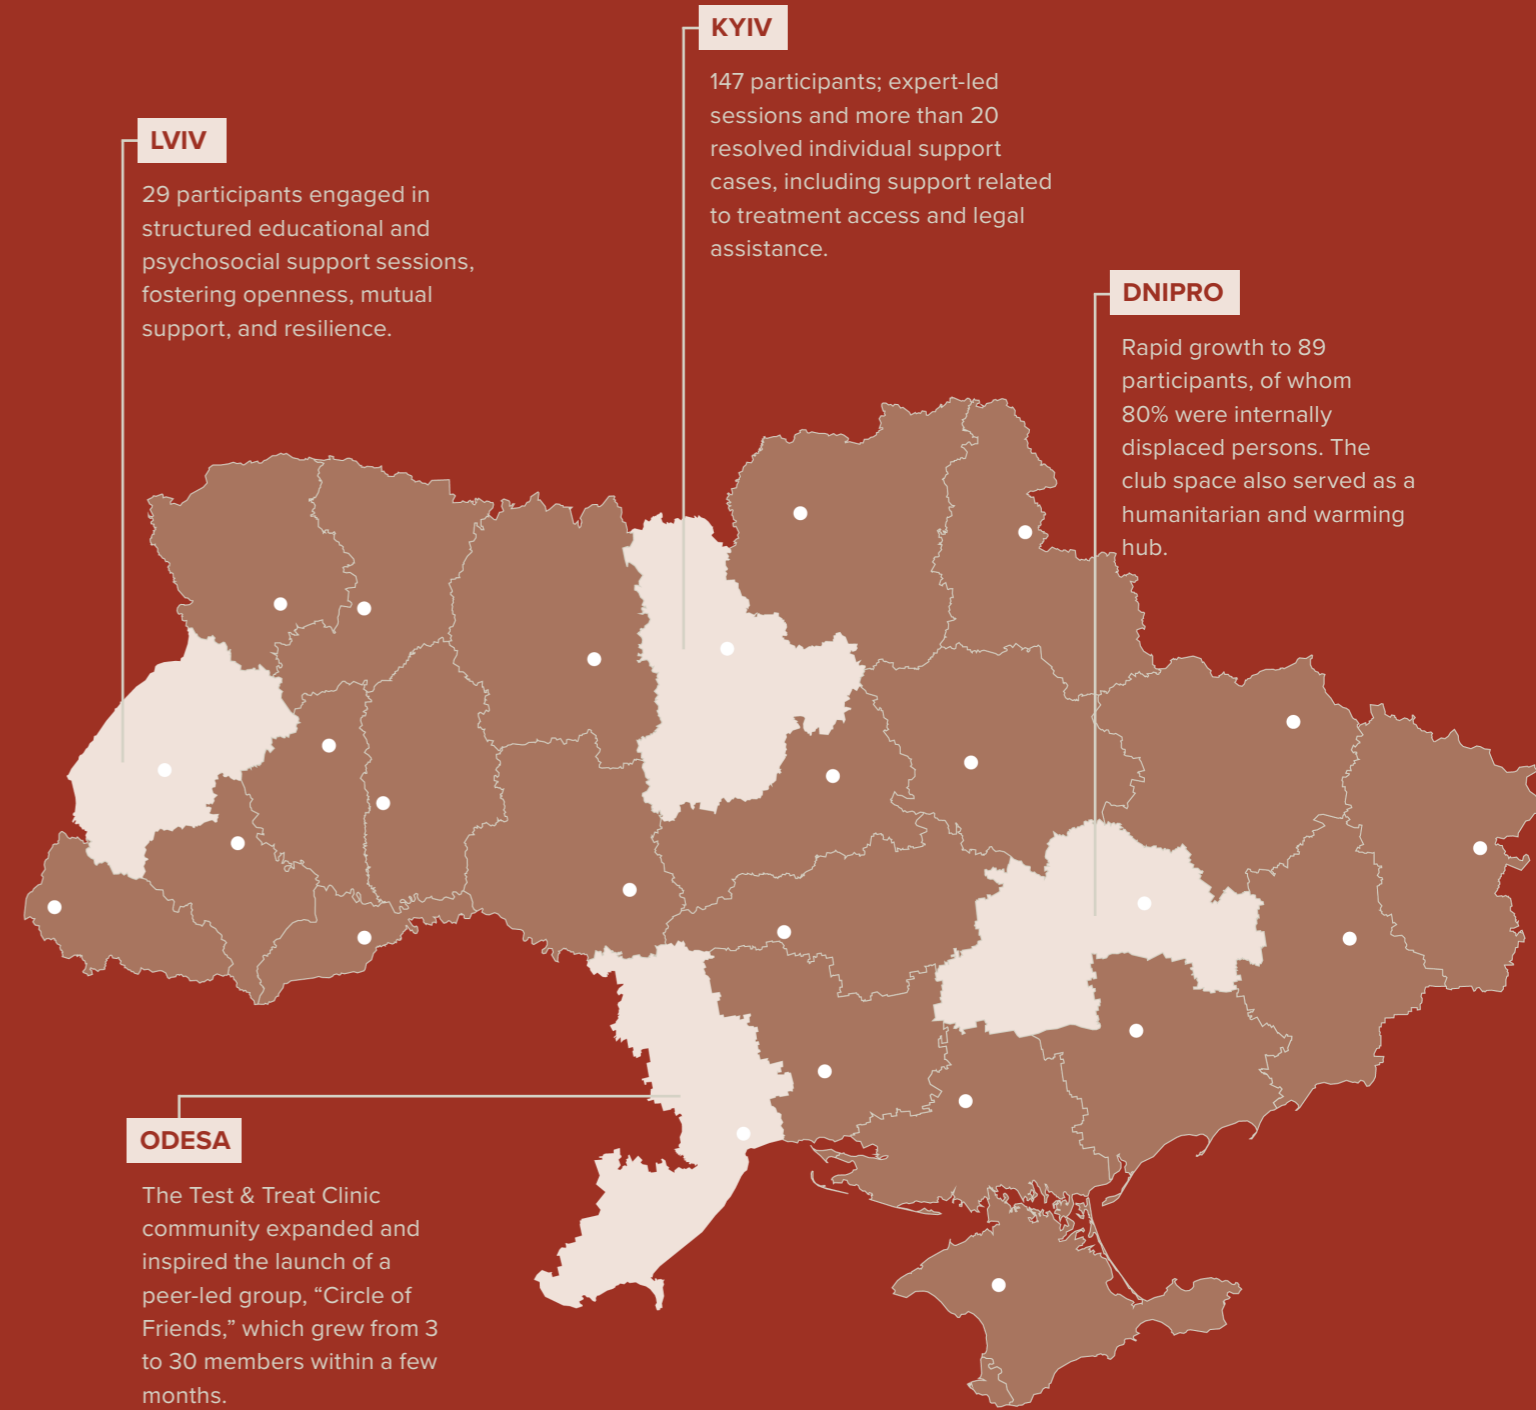 KYIV
147 participants; expert-led
sessions and more than 20
resolved individual support
cases, including support related
to treatment access and legal
assistance.
LVIV
29 participants engaged in
structured educational and
psychosocial support sessions,
fostering openness, mutual
support, and resilience.
DNIPRO
Rapid growth to 89
participants, of whom
80% were internally
displaced persons. The
club space also served as a
humanitarian and warming
hub.
ODESA
The Test & Treat Clinic
community expanded and
inspired the launch of a
peer-led group, “Circle of
Friends,” which grew from 3
to 30 members within a few
months.